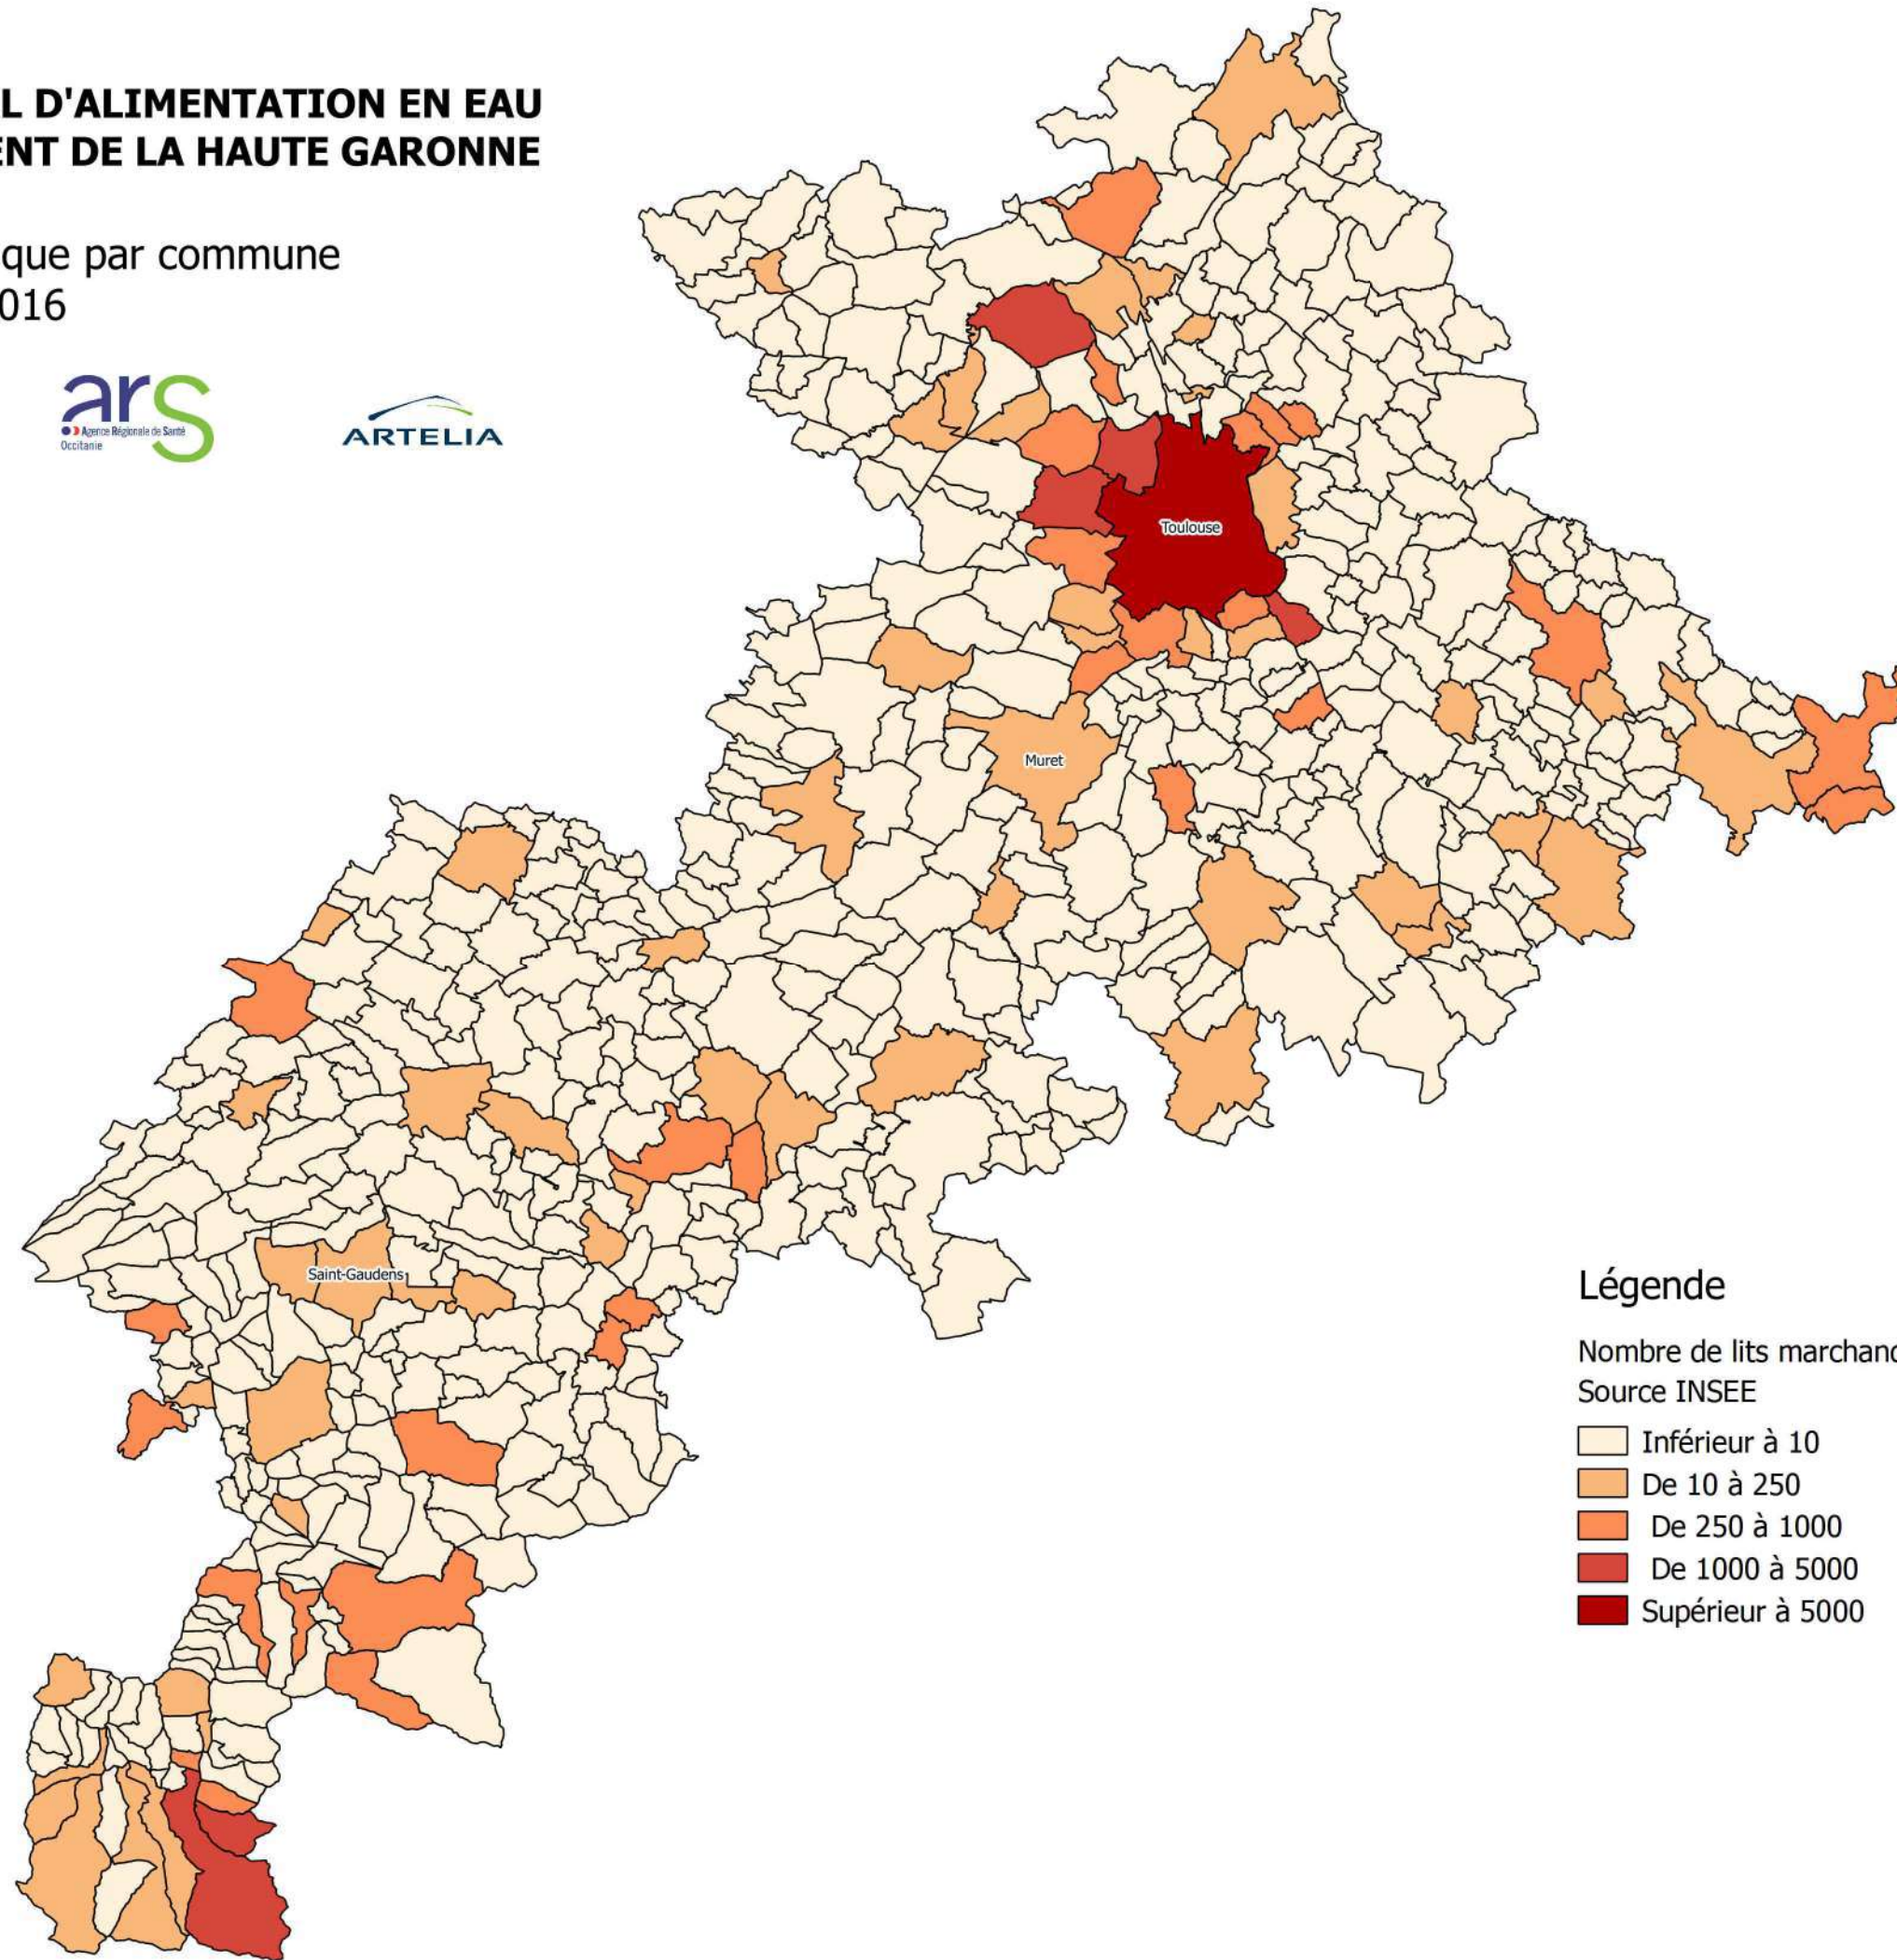 L D'ALIMENTATION EN EAU
ENT DE LA HAUTE GARONNE
que par commune
016
ars
Agence Régionale de Santé
Occitanie
ARTELIA
Toulouse
Muret
Saint-Gaudens
Légende
Nombre de lits marchand
Source INSEE
Inférieur à 10
De 10 à 250
De 250 à 1000
De 1000 à 5000
Supérieur à 5000